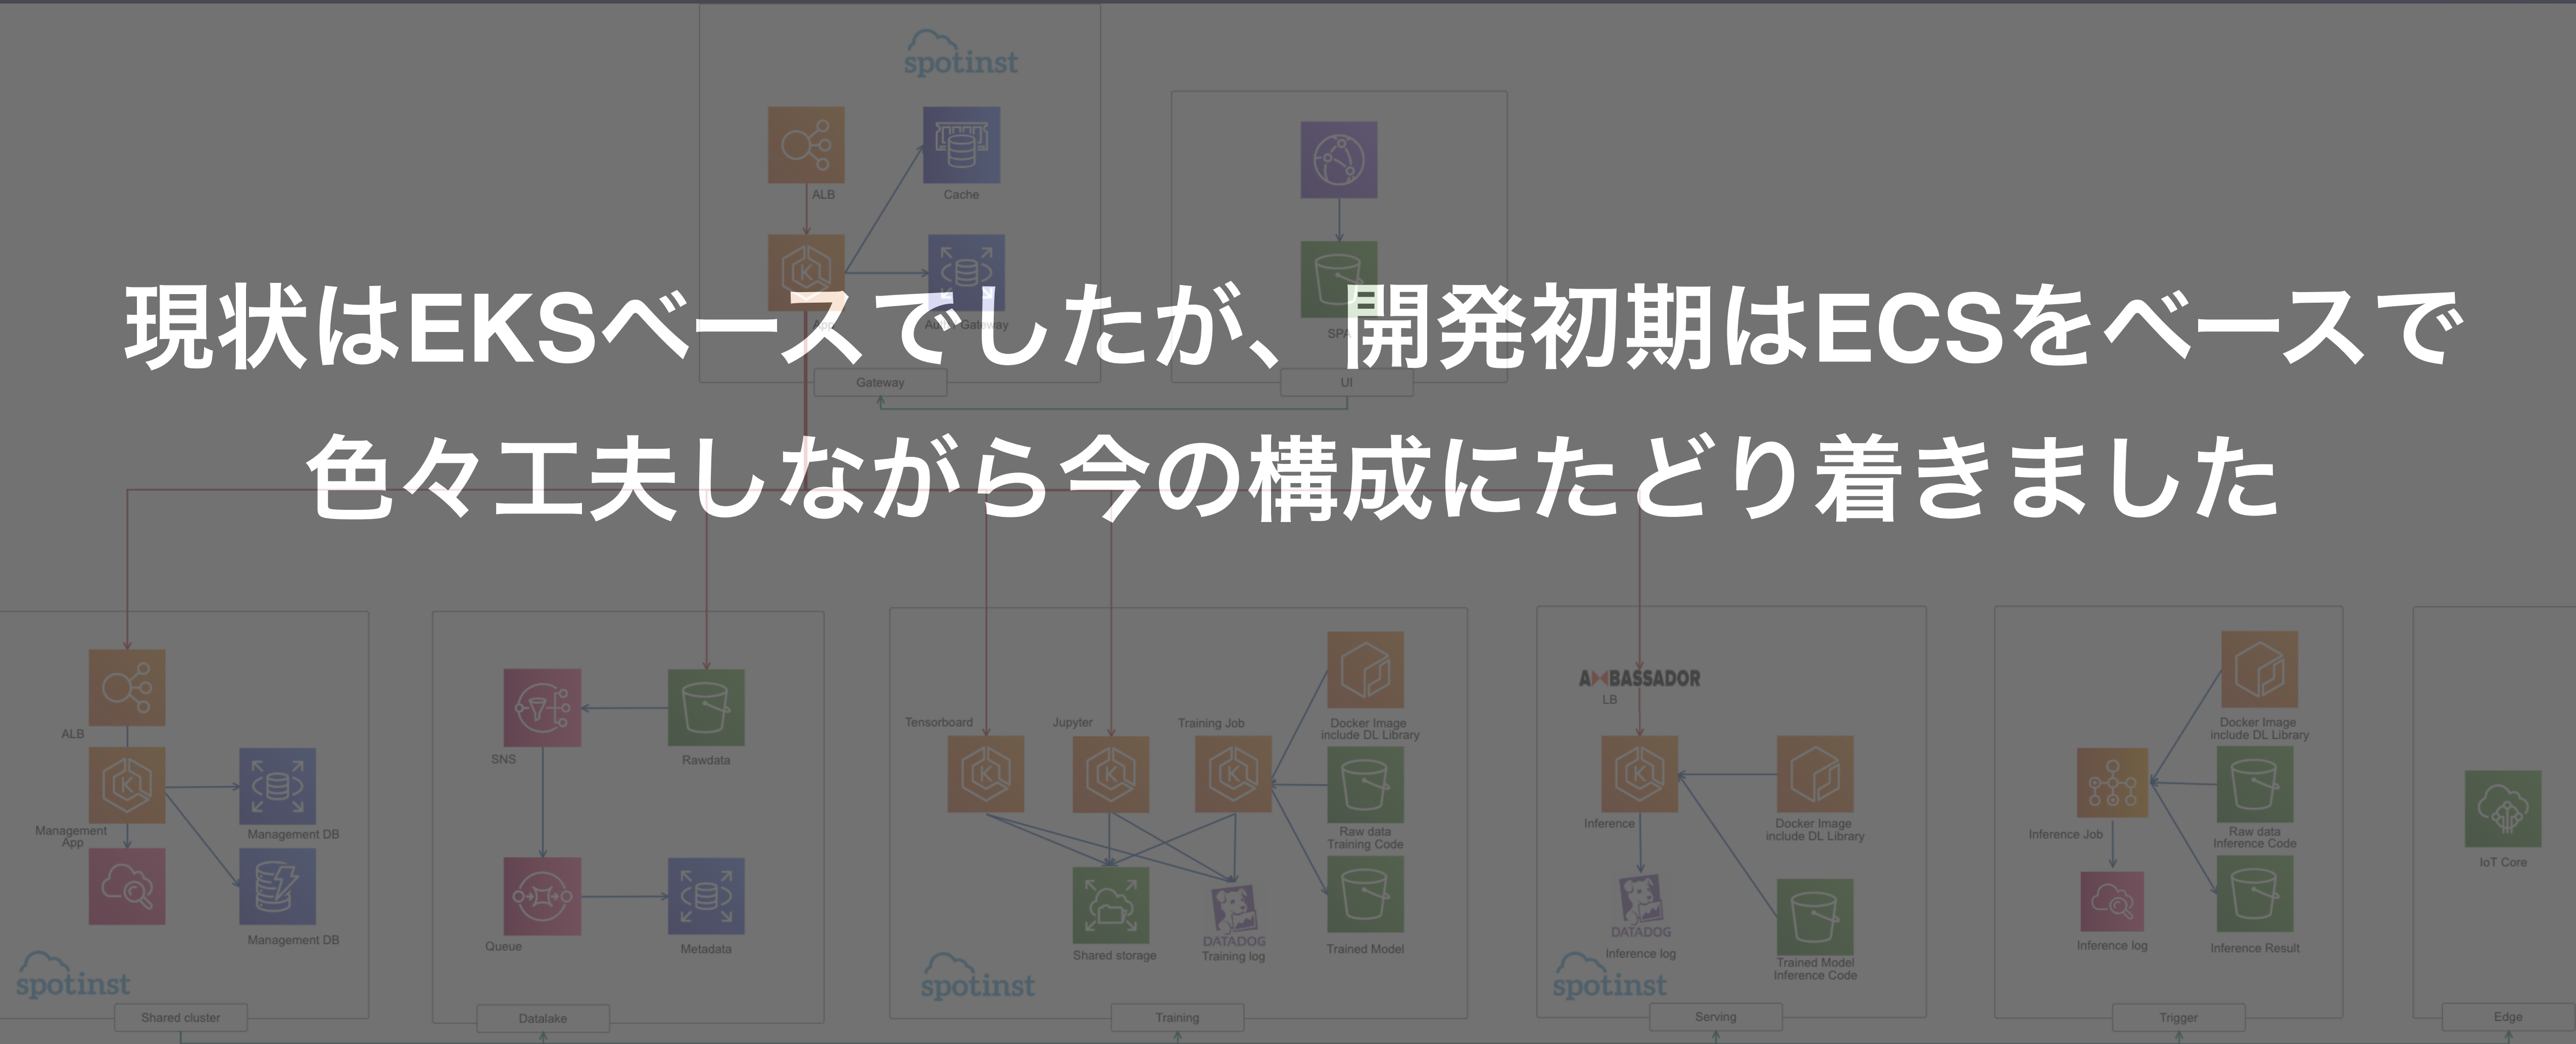 spotinst
ALB
Cache
現状はEKSベースでしたが、開発初期はECSをベースで
App
Gateway
SPA
Gateway
UI
色々工夫しながら今の構成にたどり着きました
ALB
Management
App
Management DB
Management DB
spotinst
Shared cluster
SNS
Rawdata
Queue
Metadata
Datalake
Tensorboard
Jupyter
Training Job
Docker Image
include DL Library
Raw data
Training Code
Shared storage
DATADOG
Training log
Trained Model
spotinst
Training
AMBASSADOR
LB
Inference
Docker Image
include DL Library
DATADOG
Inference log
Trained Model
Inference Code
spotinst
Serving
Docker Image
include DL Library
Inference Job
Raw data
Inference Code
Inference log
Inference Result
Trigger
IoT Core
Edge